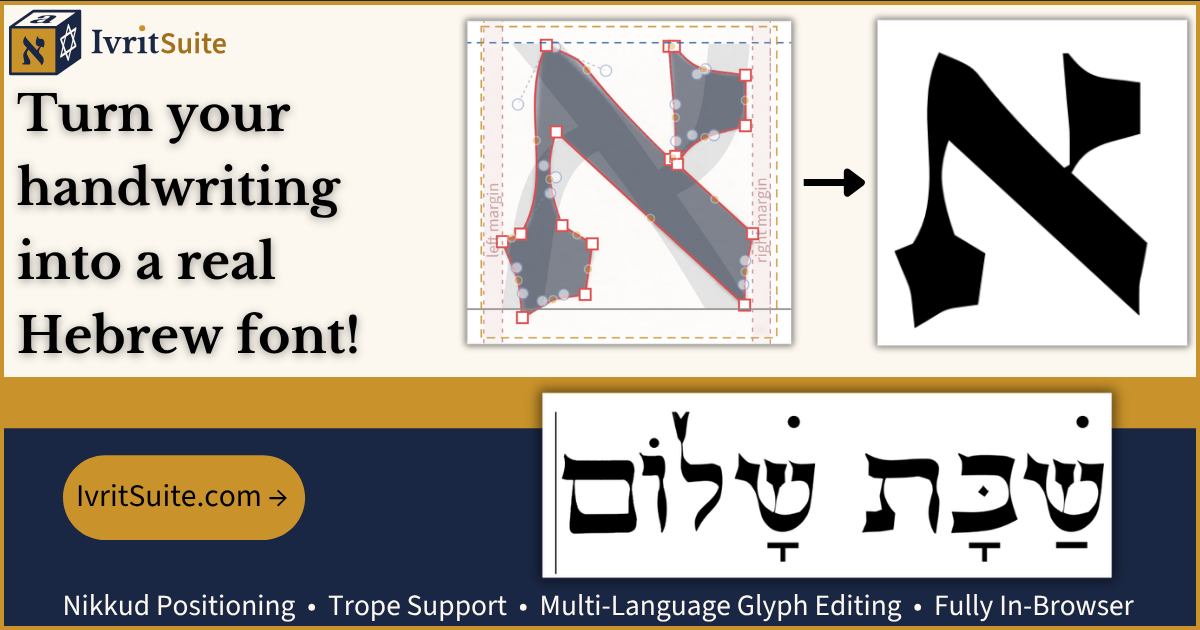 a
א
IvritSuite
Turn your
handwriting
into a real
Hebrew font!
left margin
right margin
א
שַׁבָּת שָׁלוֹם
IvritSuite.com →
Nikkud Positioning • Trope Support • Multi-Language Glyph Editing • Fully In-Browser